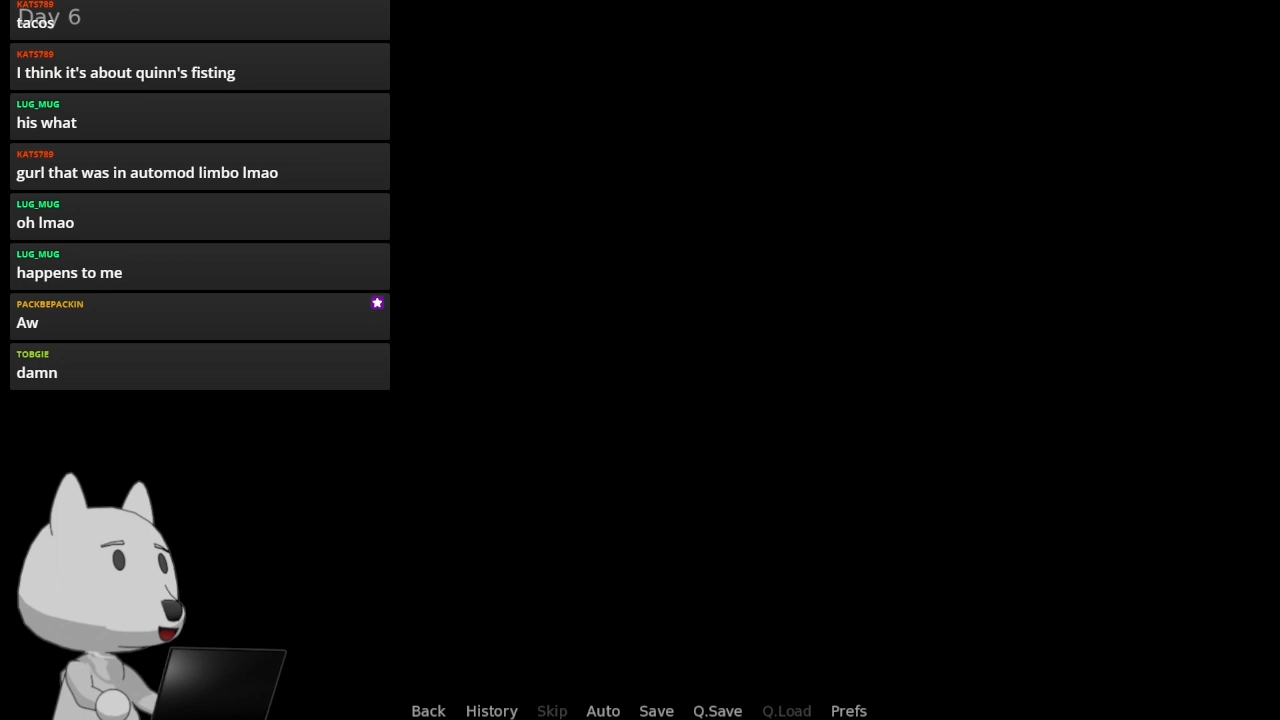 Day 6
KATS789
tacos
KATS789
I think it's about quinn's fisting
LUG_MUG
his what
KATS789
gurl that was in automod limbo lmao
LUG_MUG
oh lmao
LUG_MUG
happens to me
PACKBEPACKIN
Aw
TOBGIE
damn
Back History Skip Auto Save Q.Save Q.Load Prefs